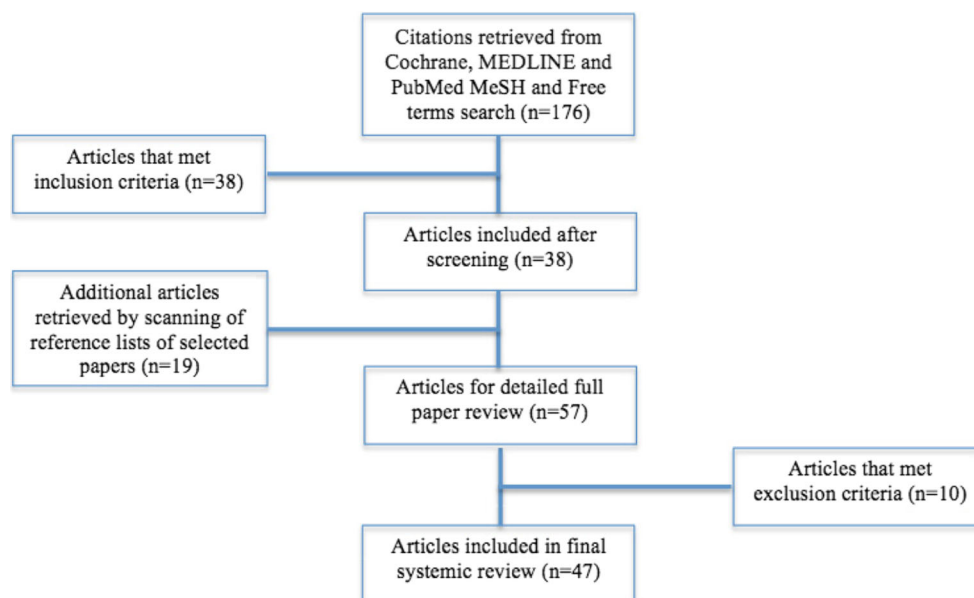 Citations retrieved from
Cochrane, MEDLINE and
PubMed MeSH and Free
terms search (n=176)
Articles that met
inclusion criteria (n=38)
Articles included after
screening (n=38)
Additional articles
retrieved by scanning of
reference lists of selected
papers (n=19)
Articles for detailed full
paper review (n=57)
Articles that met
exclusion criteria (n=10)
Articles included in final
systemic review (n=47)